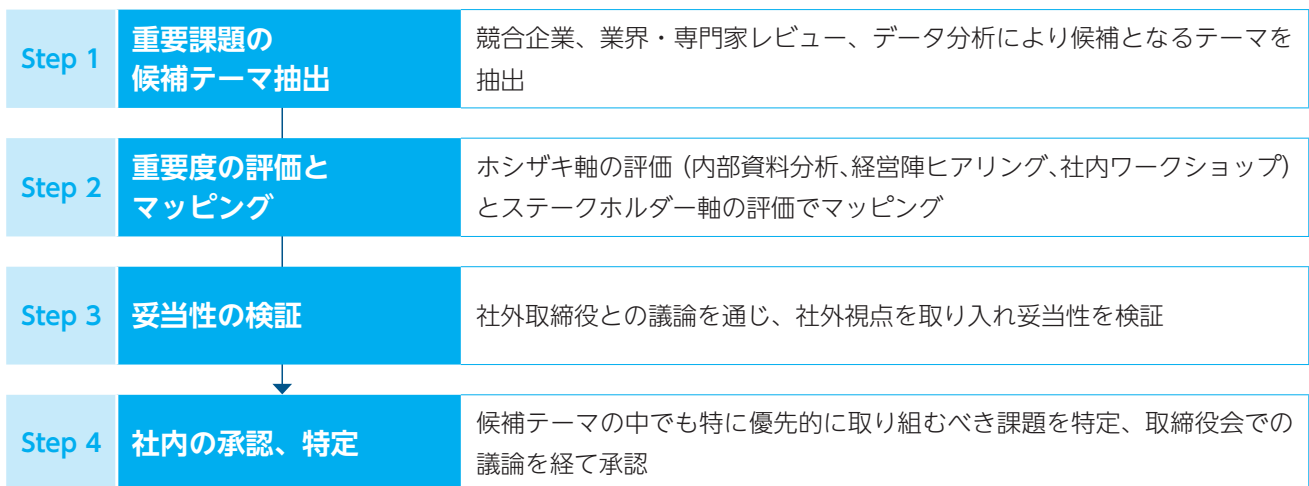 Step 1
重要課題の
候補テーマ抽出
競合企業、業界・専門家レビュー、データ分析により候補となるテーマを
抽出
Step 2
重要度の評価と
マッピング
ホシザキ軸の評価（内部資料分析、経営陣ヒアリング、社内ワークショップ）
とステークホルダー軸の評価でマッピング
Step 3
妥当性の検証
社外取締役との議論を通じ、社外視点を取り入れ妥当性を検証
Step 4
社内の承認、特定
候補テーマの中でも特に優先的に取り組むべき課題を特定、取締役会での
議論を経て承認